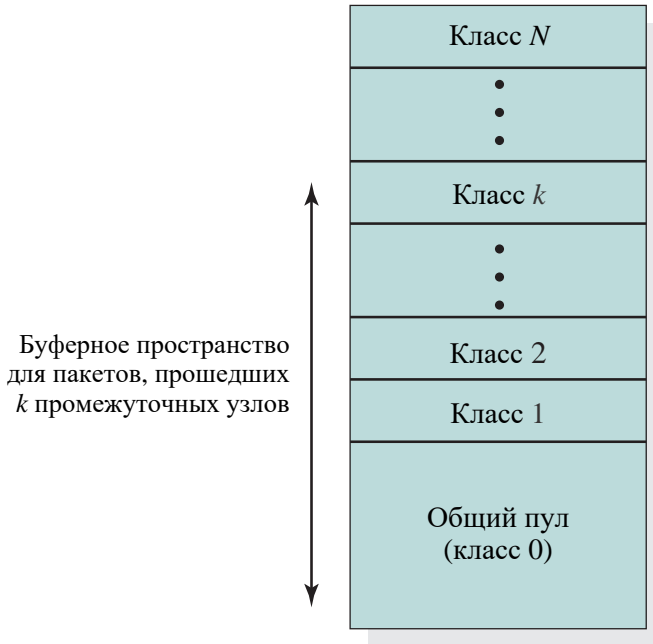 Класс N
Класс k
Буферное пространство
для пакетов, прошедших
k промежуточных узлов
Класс 2
Класс 1
Общий пул
(класс 0)